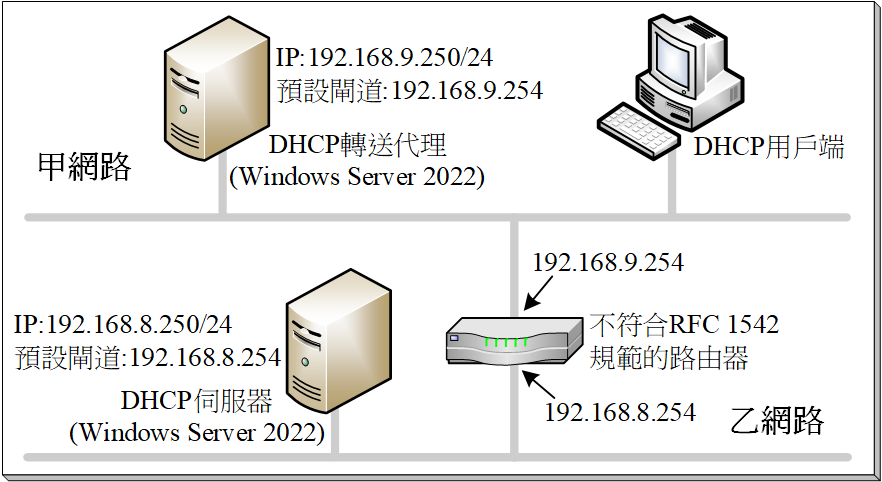 IP:192.168.9.250/24
預設閘道:192.168.9.254
DHCP轉送代理
(Windows Server 2022)
DHCP用戶端
甲網路
192.168.9.254
IP:192.168.8.250/24
預設閘道:192.168.8.254
DHCP伺服器
(Windows Server 2022)
不符合RFC 1542
規範的路由器
192.168.8.254
乙網路